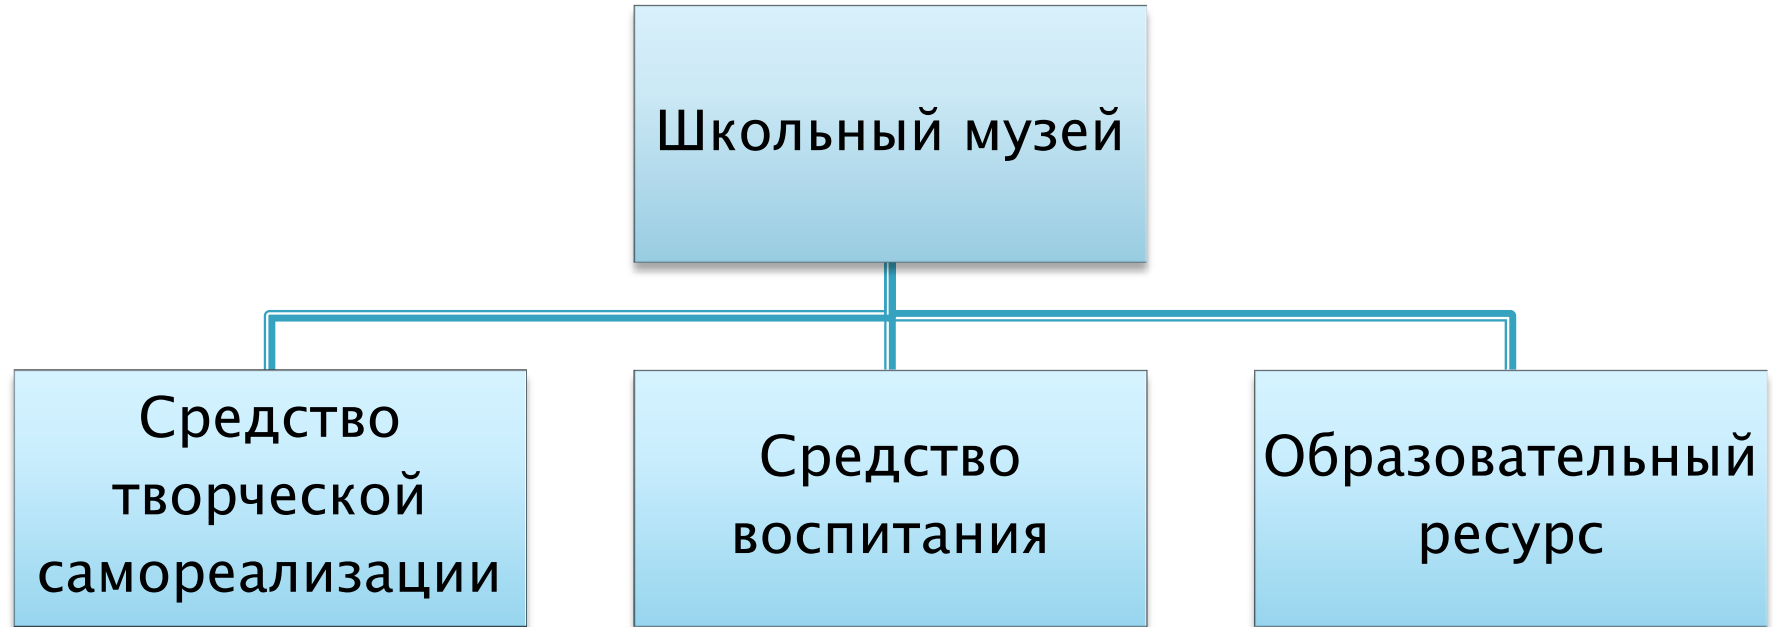 Школьный музей
Средство
творческой
самореализации
Средство
воспитания
Образовательный
ресурс